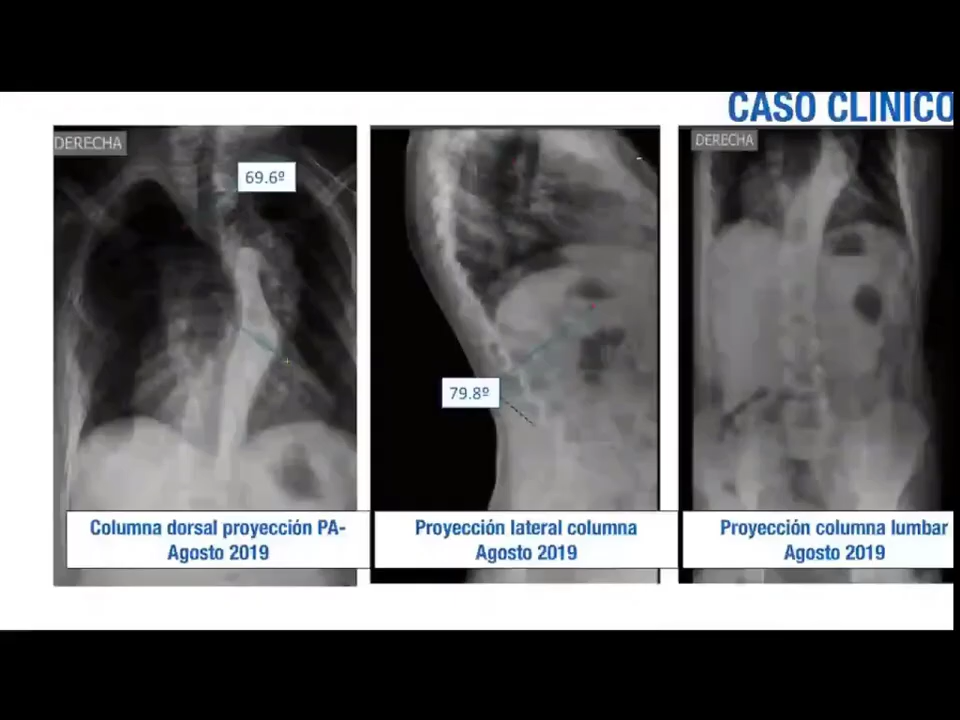 CASO CLINICO
DERECHA
69.6º
79.8º
DERECHA
Columna dorsal proyección PA-
Agosto 2019
Proyección lateral columna
Agosto 2019
Proyección columna lumbar
Agosto 2019